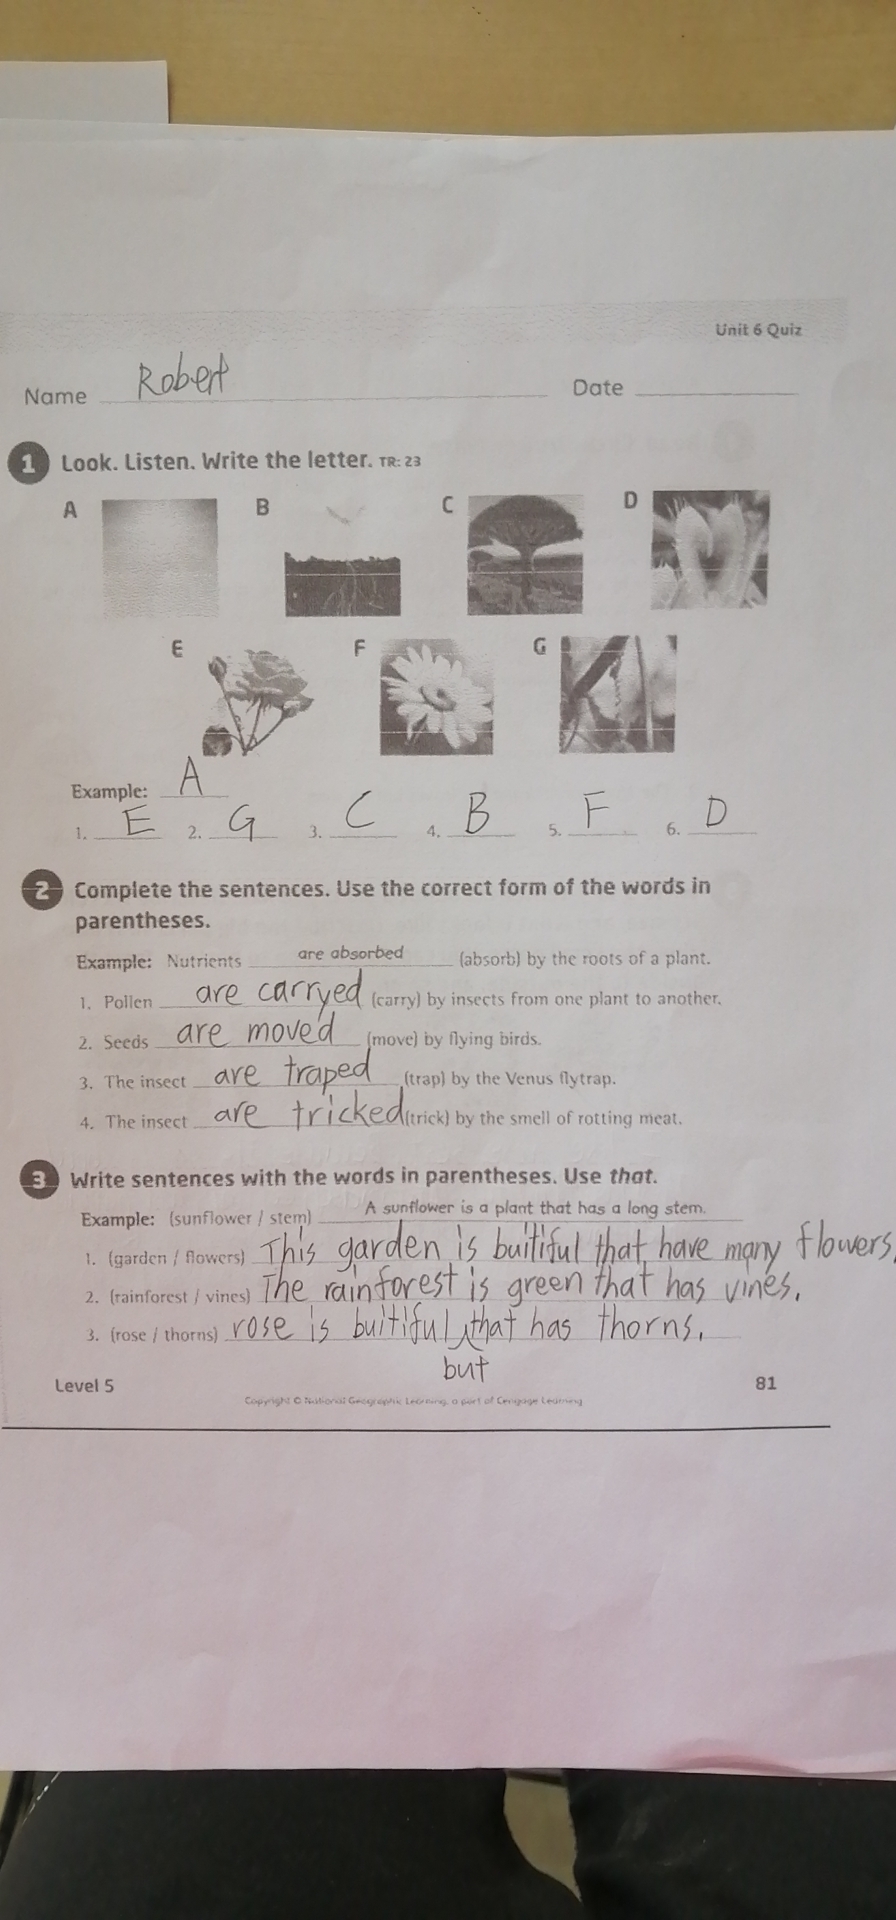 Unit 6 Quiz
Name Robert Date
1 Look. Listen. Write the letter. TR: 23
A B C D
E F G
Example: A
1. E 2. G 3. C 4. B 5. F 6. D
2 Complete the sentences. Use the correct form of the words in
parentheses.
Example: Nutrients are absorbed (absorb) by the roots of a plant.
1. Pollen are carryed (carry) by insects from one plant to another.
2. Seeds are moved (move) by flying birds.
3. The insect are traped (trap) by the Venus flytrap.
4. The insect are tricked (trick) by the smell of rotting meat.
3 Write sentences with the words in parentheses. Use that.
Example: (sunflower / stem) A sunflower is a plant that has a long stem.
1. (garden / flowers) This garden is buitiful that have many flowers.
2. (rainforest / vines) The rainforest is green that has vines.
3. (rose / thorns) rose is buitiful, that has thorns.
but
Level 5 81
Copyright © National Geographic Learning, a part of Cengage Learning